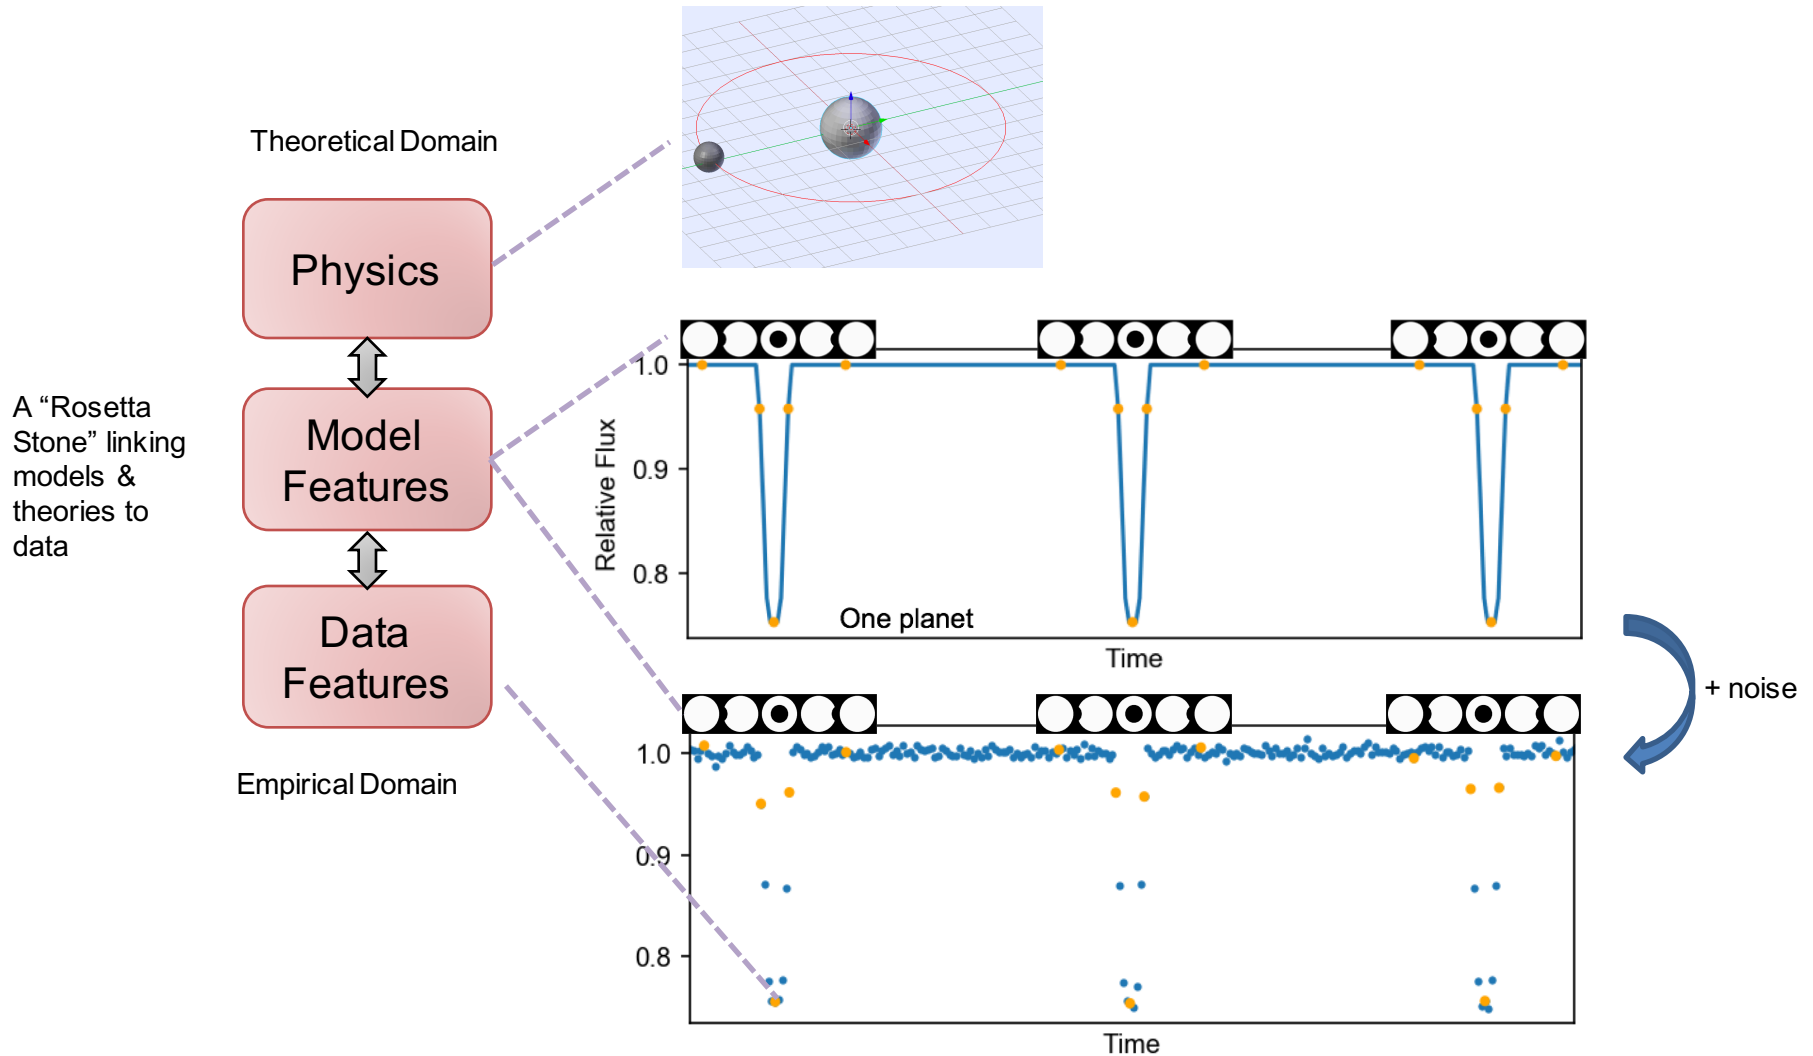 Theoretical Domain
Physics
A “Rosetta
Stone” linking
models &
theories to
data
Model
Features
Data
Features
Empirical Domain
1.0
0.9
0.8
Relative Flux
One planet
Time
+ noise
1.0
0.9
0.8
Time